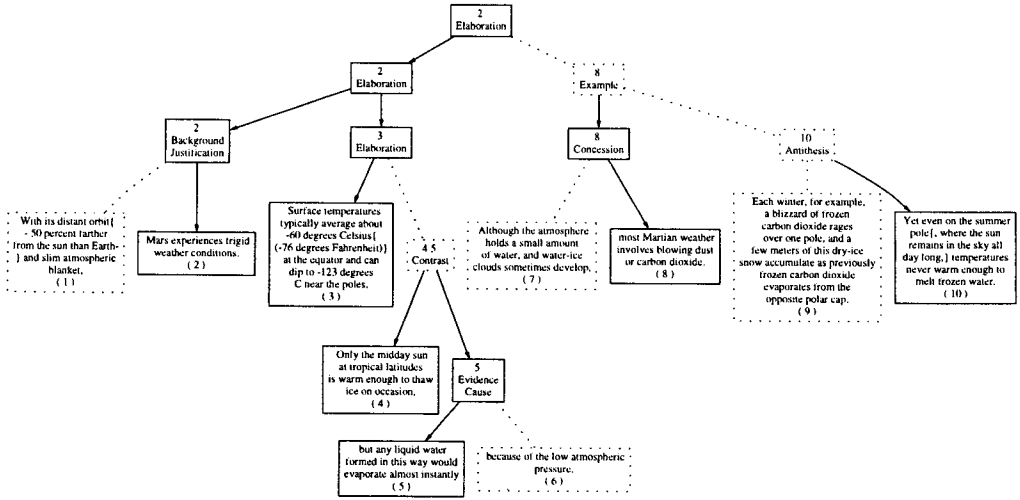 2
Elaboration
2
Elaboration
8
Example
2
Background
Justification
3
Elaboration
8
Concession
10
Antithesis
With its distant orbit{
- 50 percent farther
from the sun than Earth-
} and slim atmospheric
blanket,
( 1 )
Mars experiences trigid
weather conditions.
( 2 )
Surface temperatures
typically average about
-60 degrees Celsius{
(-76 degrees Fahrenheit)}
at the equator and can
dip to -123 degrees
C near the poles.
( 3 )
4 5
Contrast
Although the atmosphere
holds a small amount
of water, and water-ice
clouds sometimes develop,
( 7 )
most Martian weather
involves blowing dust
or carbon dioxide.
( 8 )
Each winter, for example,
a blizzard of frozen
carbon dioxide rages
over one pole, and a
few meters of this dry-ice
snow accumulate as previously
frozen carbon dioxide
evaporates from the
opposite polar cap.
( 9 )
Yet even on the summer
pole{, where the sun
remains in the sky all
day long,} temperatures
never warm enough to
melt frozen water.
( 10 )
Only the midday sun
at tropical latitudes
is warm enough to thaw
ice on occasion,
( 4 )
5
Evidence
Cause
but any liquid water
formed in this way would
evaporate almost instantly
( 5 )
because of the low atmospheric
pressure.
( 6 )